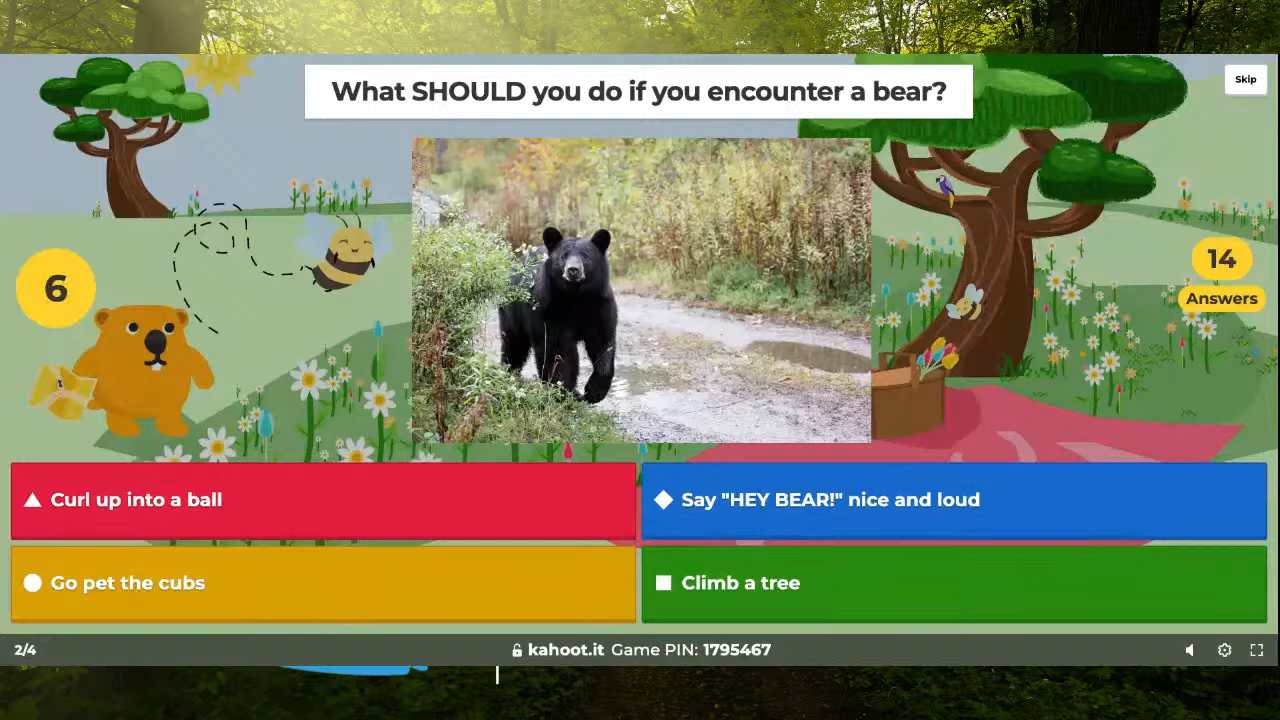 What SHOULD you do if you encounter a bear?
Skip
6
14
Answers
Curl up into a ball
Say "HEY BEAR!" nice and loud
Go pet the cubs
Climb a tree
2/4
kahoot.it Game PIN: 1795467